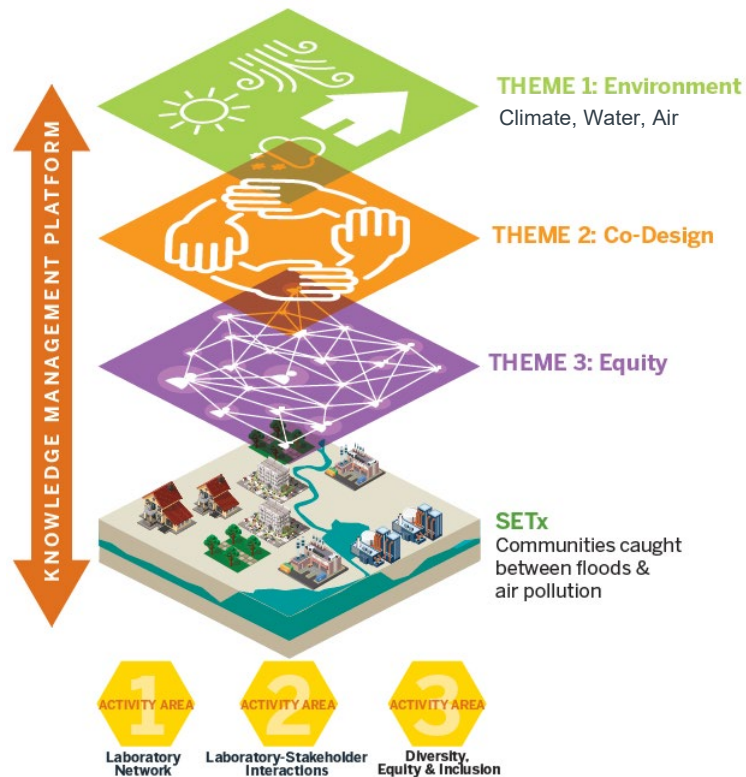 THEME 1: Environment
Climate, Water, Air
KNOWLEDGE MANAGEMENT PLATFORM
THEME 2: Co-Design
THEME 3: Equity
SETx
Communities caught
between floods &
air pollution
1
ACTIVITY AREA
Laboratory
Network
2
ACTIVITY AREA
Laboratory-Stakeholder
Interactions
3
ACTIVITY AREA
Diversity,
Equity & Inclusion